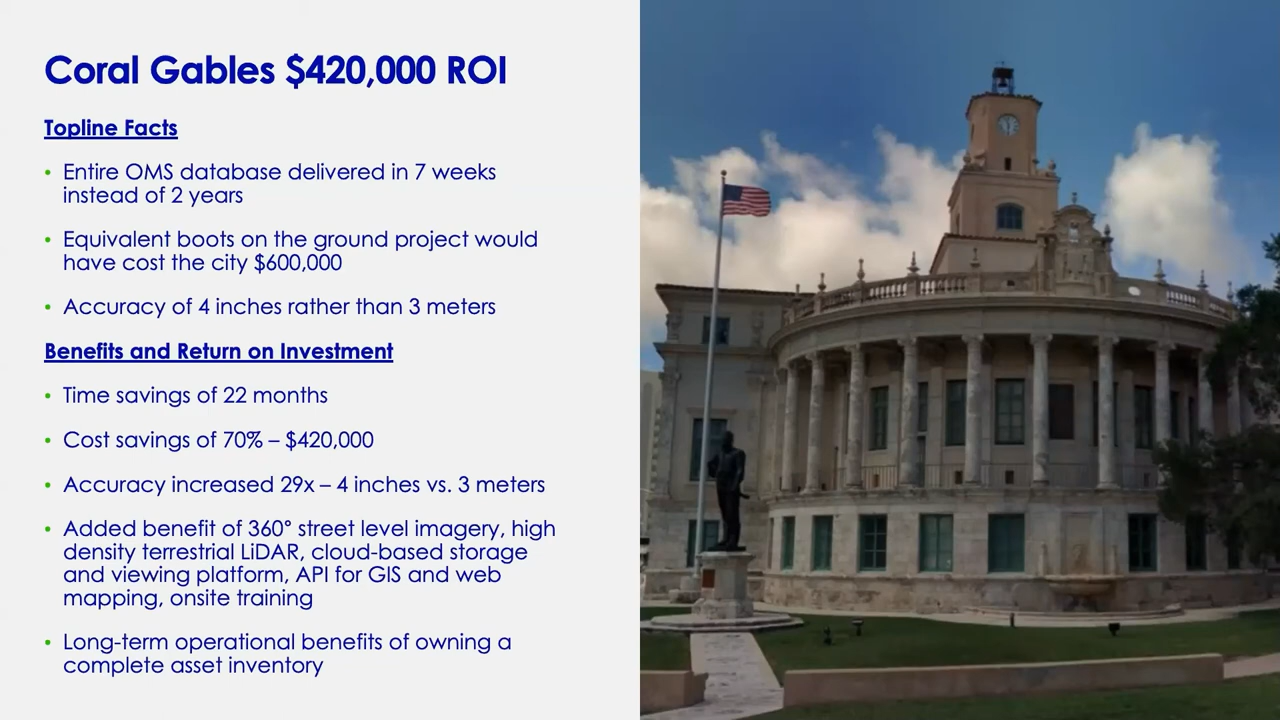 Coral Gables $420,000 ROI
Topline Facts
• Entire OMS database delivered in 7 weeks
instead of 2 years
• Equivalent boots on the ground project would
have cost the city $600,000
• Accuracy of 4 inches rather than 3 meters
Benefits and Return on Investment
• Time savings of 22 months
• Cost savings of 70% – $420,000
• Accuracy increased 29x – 4 inches vs. 3 meters
• Added benefit of 360° street level imagery, high
density terrestrial LiDAR, cloud-based storage
and viewing platform, API for GIS and web
mapping, onsite training
• Long-term operational benefits of owning a
complete asset inventory